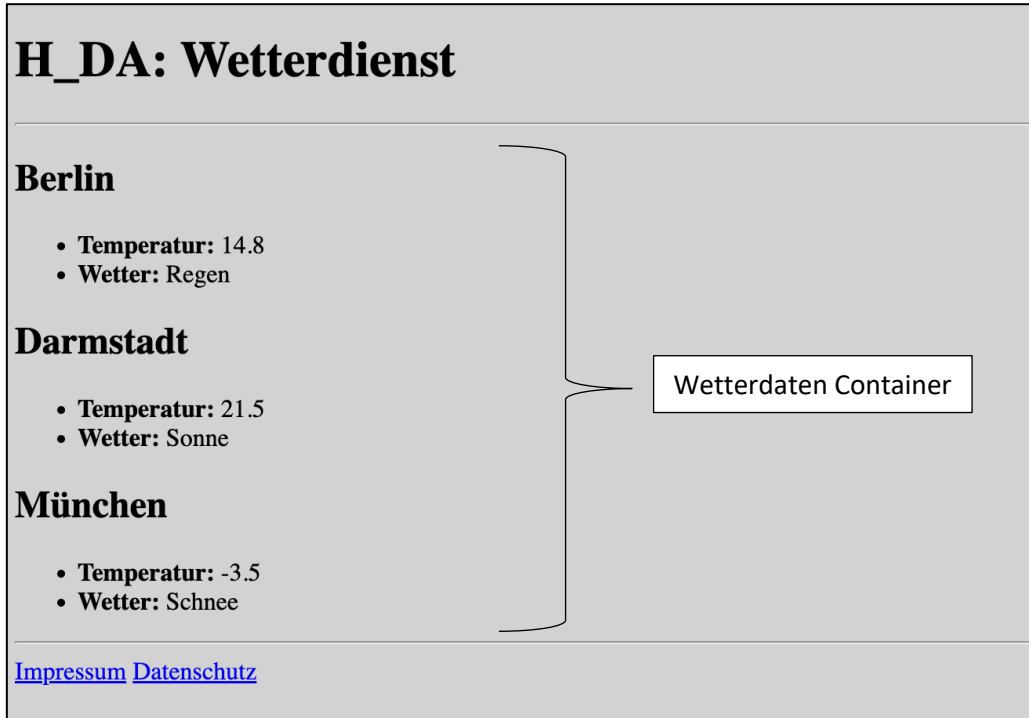 H_DA: Wetterdienst
Berlin
• Temperatur: 14.8
• Wetter: Regen
Darmstadt
• Temperatur: 21.5
• Wetter: Sonne
Wetterdaten Container
München
• Temperatur: -3.5
• Wetter: Schnee
Impressum Datenschutz